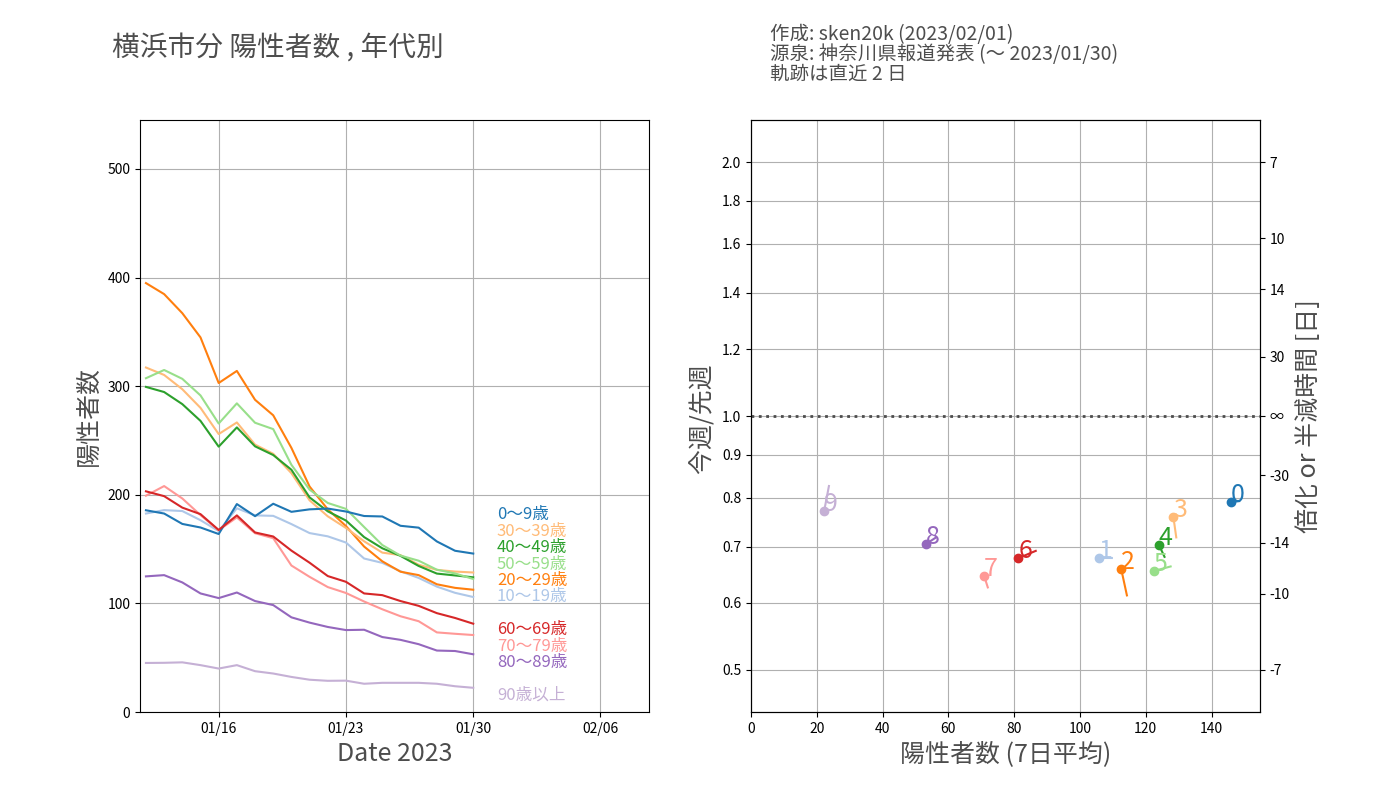 横浜市分 陽性者数 , 年代別
作成: sken20k (2023/02/01)
源泉: 神奈川県報道発表 (〜 2023/01/30)
軌跡は直近 2 日
陽性者数
500
400
300
200
100
0
01/16
01/23
01/30
02/06
Date 2023
0〜9歳
30〜39歳
40〜49歳
50〜59歳
20〜29歳
10〜19歳
60〜69歳
70〜79歳
80〜89歳
90歳以上
今週/先週
2.0
1.8
1.6
1.4
1.2
1.0
0.9
0.8
0.7
0.6
0.5
0
20
40
60
80
100
120
140
陽性者数 (7日平均)
9
8
7
6
1
2
5
4
3
0
7
10
14
30
∞
-30
-14
-10
-7
倍化 or 半減時間 [日]